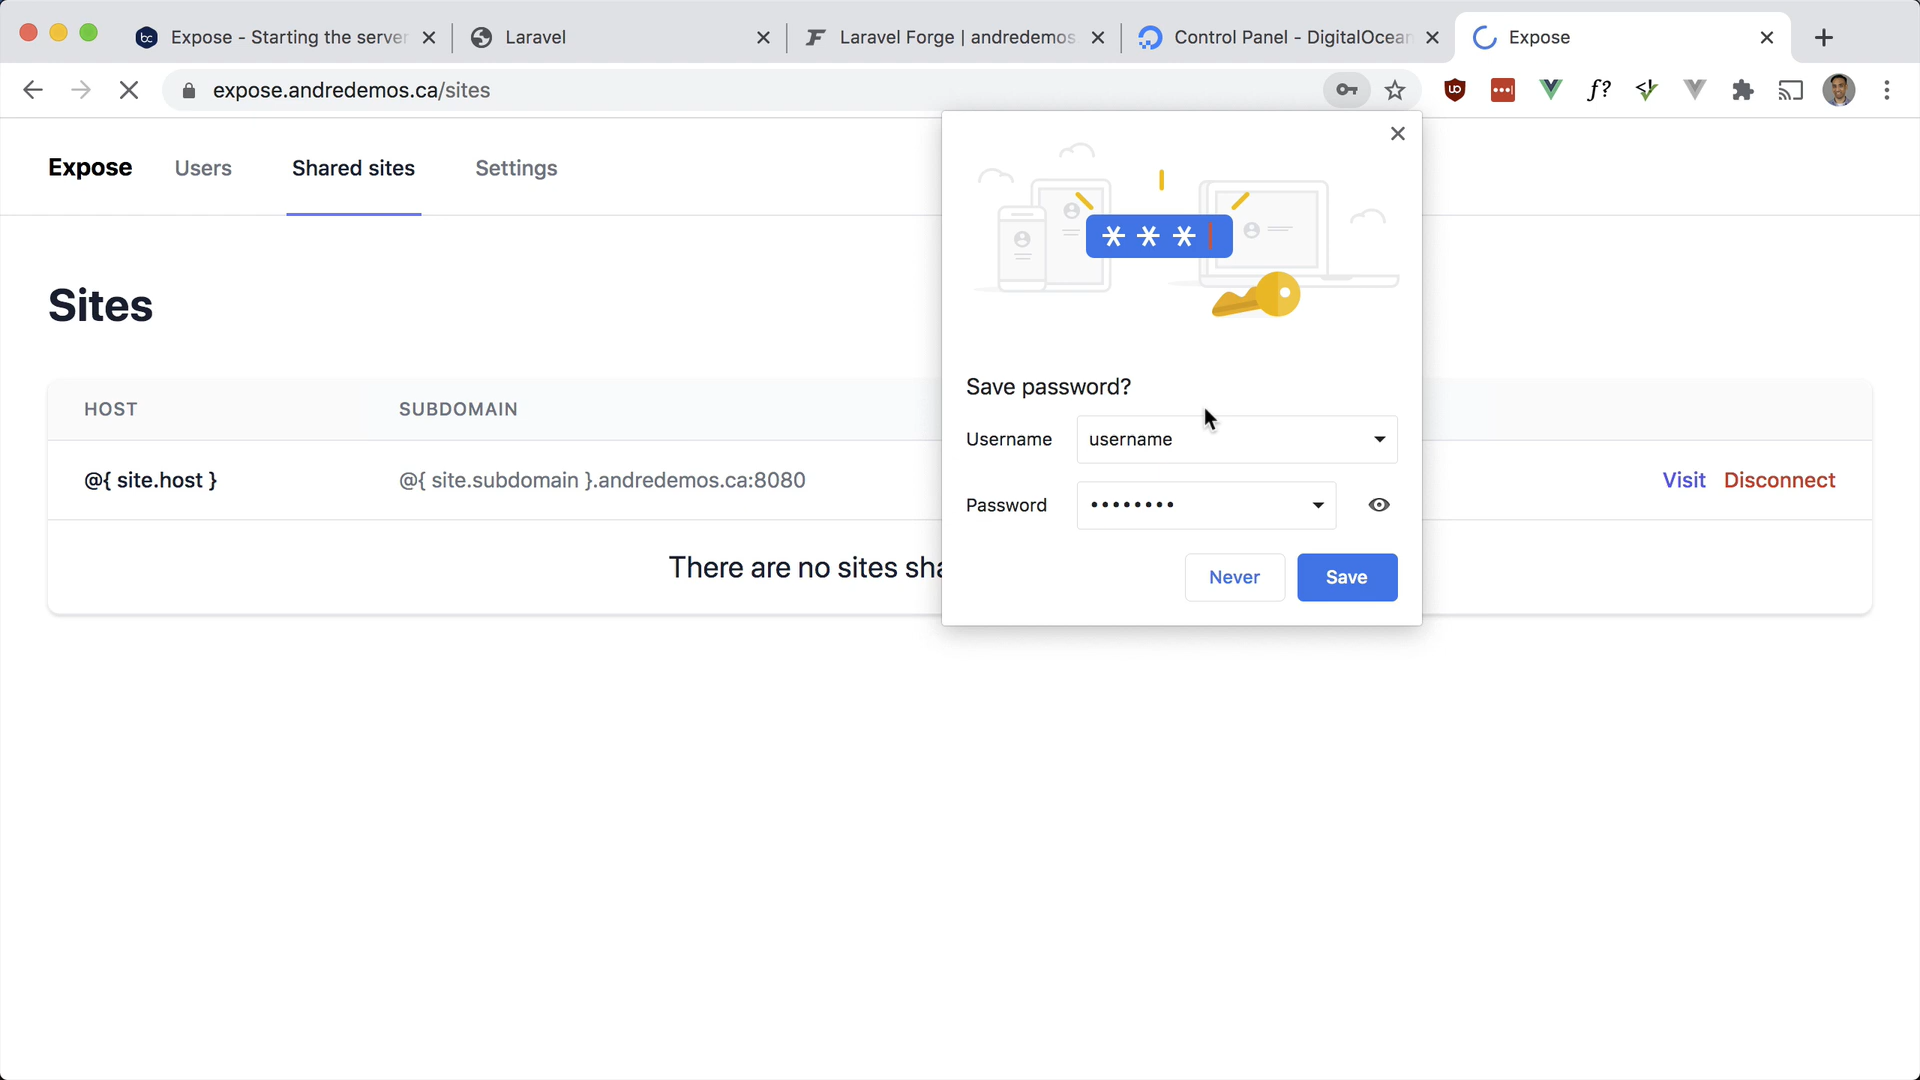 Expose - Starting the server
Laravel
Laravel Forge | andredemos
Control Panel - DigitalOcean
Expose
expose.andredemos.ca/sites
f?
Expose
Users
Shared sites
Settings
Sites
HOST
SUBDOMAIN
@{ site.host }
@{ site.subdomain }.andredemos.ca:8080
Visit
Disconnect
There are no sites sha
* * *
Save password?
Username
username
Password
••••••••
Never
Save